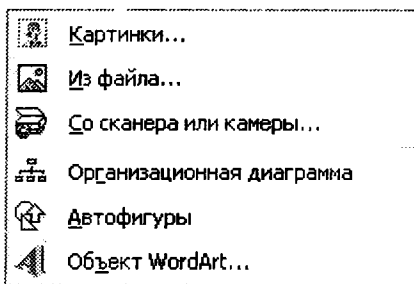 Картинки...
Из файла...
Со сканера или камеры...
Организационная диаграмма
Автофигуры
Объект WordArt...